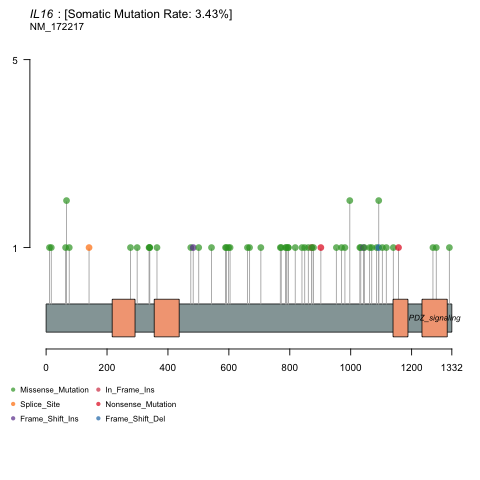 IL16 : [Somatic Mutation Rate: 3.43%]
NM_172217
5
1
PDZ_signaling
0 200 400 600 800 1000 1200 1332
Missense_Mutation In_Frame_Ins
Splice_Site Nonsense_Mutation
Frame_Shift_Ins Frame_Shift_Del